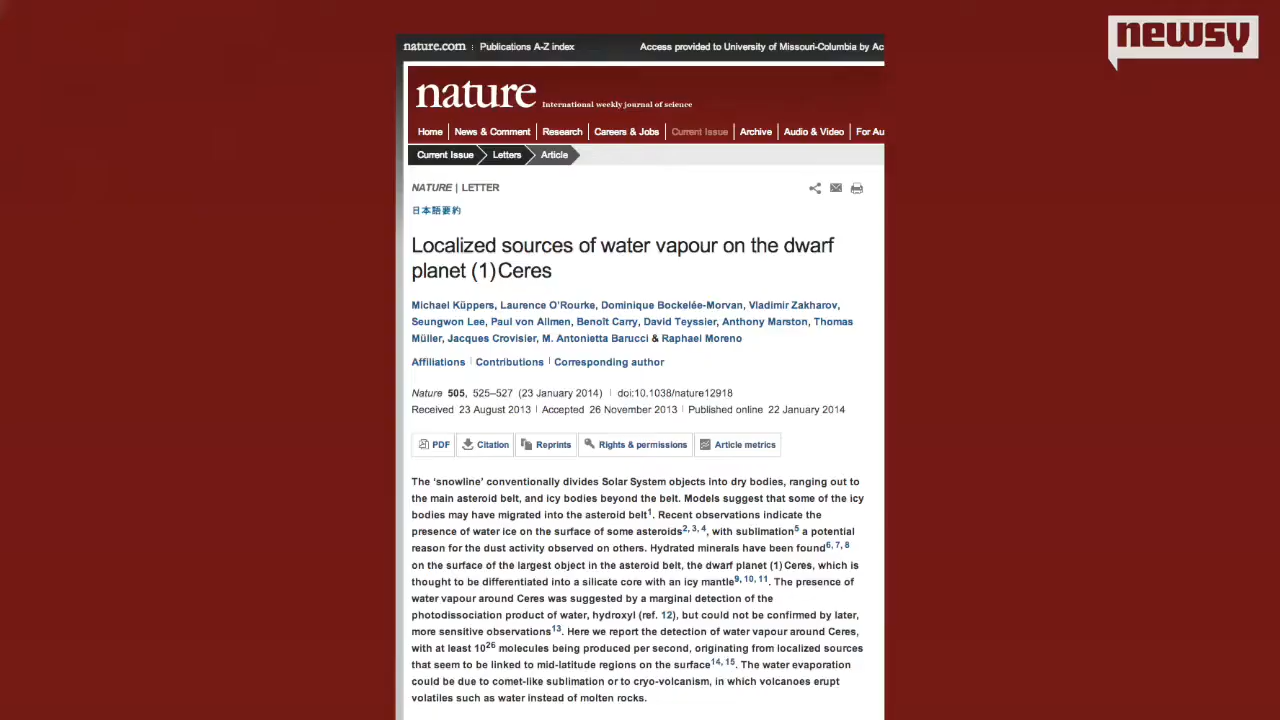 newsy
nature.com : Publications A-Z index Access provided to University of Missouri-Columbia by Ac
nature International weekly journal of science
Home News & Comment Research Careers & Jobs Current Issue Archive Audio & Video For Au
Current Issue Letters Article
NATURE | LETTER
日本語要約
Localized sources of water vapour on the dwarf
planet (1) Ceres
Michael Küppers, Laurence O'Rourke, Dominique Bockelée-Morvan, Vladimir Zakharov,
Seungwon Lee, Paul von Allmen, Benoît Carry, David Teyssier, Anthony Marston, Thomas
Müller, Jacques Crovisier, M. Antonietta Barucci & Raphael Moreno
Affiliations | Contributions | Corresponding author
Nature 505, 525–527 (23 January 2014) | doi:10.1038/nature12918
Received 23 August 2013 | Accepted 26 November 2013 | Published online 22 January 2014
PDF Citation Reprints Rights & permissions Article metrics
The 'snowline' conventionally divides Solar System objects into dry bodies, ranging out to
the main asteroid belt, and icy bodies beyond the belt. Models suggest that some of the icy
bodies may have migrated into the asteroid belt1. Recent observations indicate the
presence of water ice on the surface of some asteroids2, 3, 4, with sublimation5 a potential
reason for the dust activity observed on others. Hydrated minerals have been found6, 7, 8
on the surface of the largest object in the asteroid belt, the dwarf planet (1) Ceres, which is
thought to be differentiated into a silicate core with an icy mantle9, 10, 11. The presence of
water vapour around Ceres was suggested by a marginal detection of the
photodissociation product of water, hydroxyl (ref. 12), but could not be confirmed by later,
more sensitive observations13. Here we report the detection of water vapour around Ceres,
with at least 1026 molecules being produced per second, originating from localized sources
that seem to be linked to mid-latitude regions on the surface14, 15. The water evaporation
could be due to comet-like sublimation or to cryo-volcanism, in which volcanoes erupt
volatiles such as water instead of molten rocks.